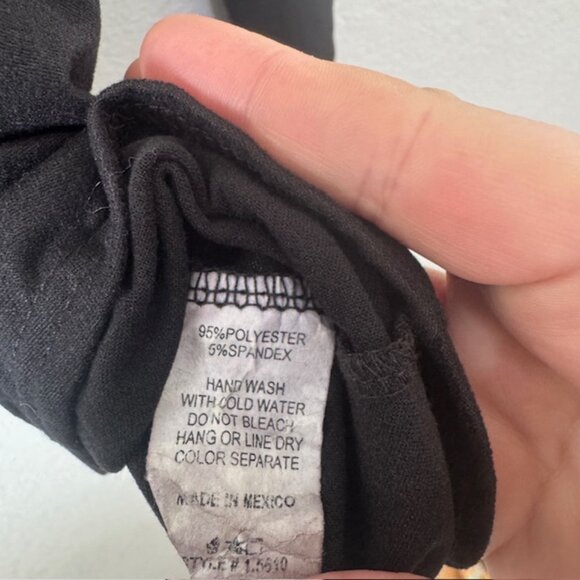 95%POLYESTER
5%SPANDEX
HAND WASH
WITH COLD WATER
DO NOT BLEACH
HANG OR LINE DRY
COLOR SEPARATE
MADE IN MEXICO
STYLE #